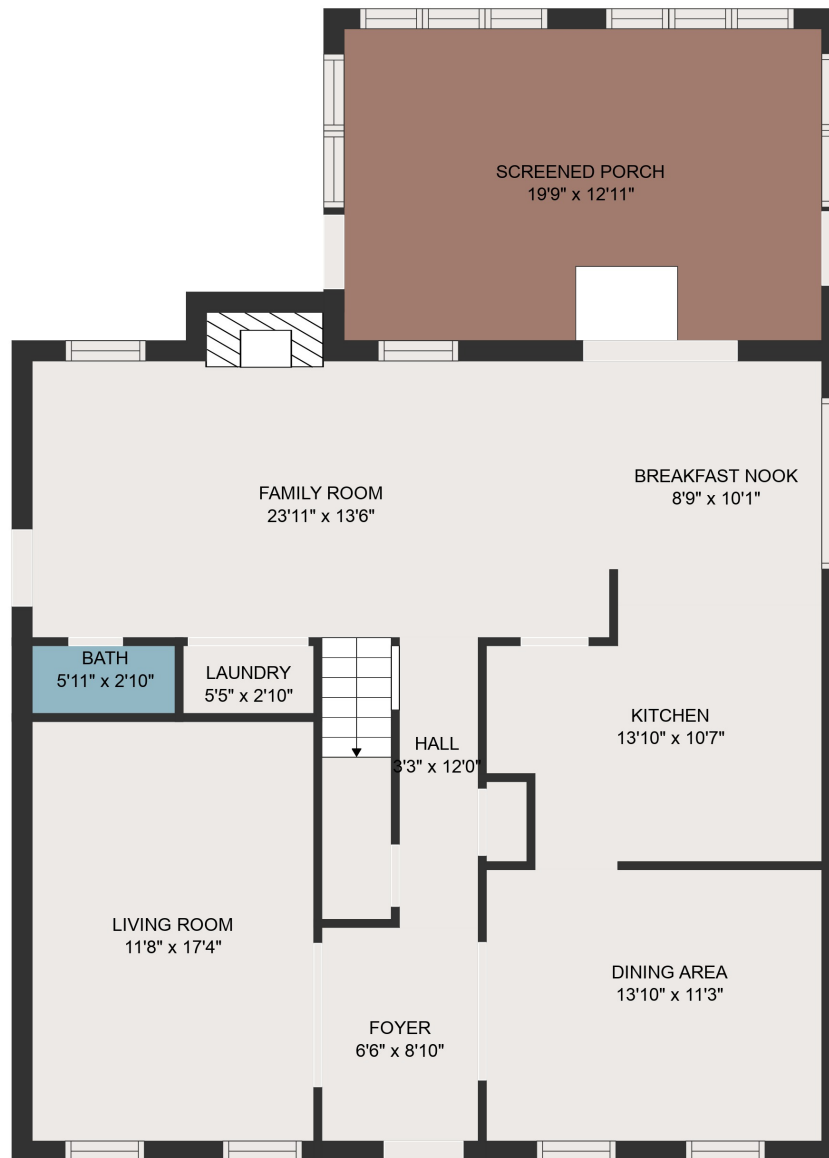 SCREENED PORCH
19'9" x 12'11"
BREAKFAST NOOK
8'9" x 10'1"
FAMILY ROOM
23'11" x 13'6"
BATH
5'11" x 2'10"
LAUNDRY
5'5" x 2'10"
KITCHEN
13'10" x 10'7"
HALL
3'3" x 12'0"
LIVING ROOM
11'8" x 17'4"
DINING AREA
13'10" x 11'3"
FOYER
6'6" x 8'10"